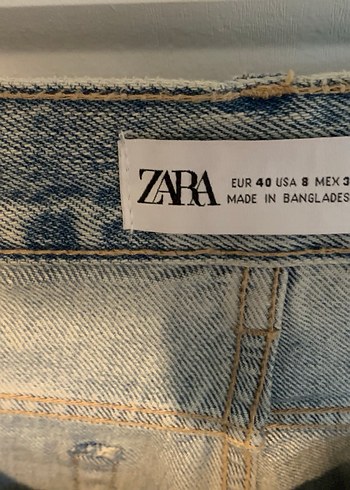 ZARA
EUR 40 USA 8 MEX 3
MADE IN BANGLADES